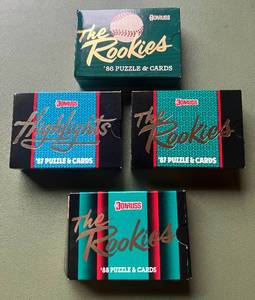 DONRUSS
The
Rookies
'86 PUZZLE & CARDS
DONRUSS
Highlights
'87 PUZZLE & CARDS
DONRUSS
The
Rookies
'87 PUZZLE & CARDS
DONRUSS
The
Rookies
'88 PUZZLE & CARDS